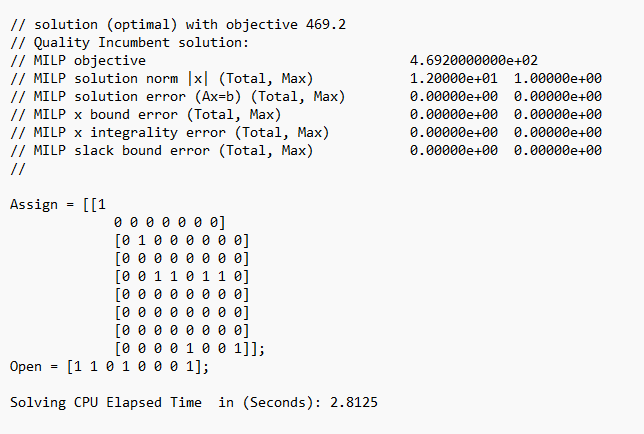 // solution (optimal) with objective 469.2
// Quality Incumbent solution:
// MILP objective                                 4.6920000000e+02
// MILP solution norm |x| (Total, Max)            1.20000e+01  1.00000e+00
// MILP solution error (Ax=b) (Total, Max)        0.00000e+00  0.00000e+00
// MILP x bound error (Total, Max)                0.00000e+00  0.00000e+00
// MILP x integrality error (Total, Max)          0.00000e+00  0.00000e+00
// MILP slack bound error (Total, Max)            0.00000e+00  0.00000e+00
//
Assign = [[1
             0 0 0 0 0 0 0]
             [0 1 0 0 0 0 0 0]
             [0 0 0 0 0 0 0 0]
             [0 0 1 1 0 1 1 0]
             [0 0 0 0 0 0 0 0]
             [0 0 0 0 0 0 0 0]
             [0 0 0 0 0 0 0 0]
             [0 0 0 0 1 0 0 1]];
Open = [1 1 0 1 0 0 0 1];
Solving CPU Elapsed Time  in (Seconds): 2.8125